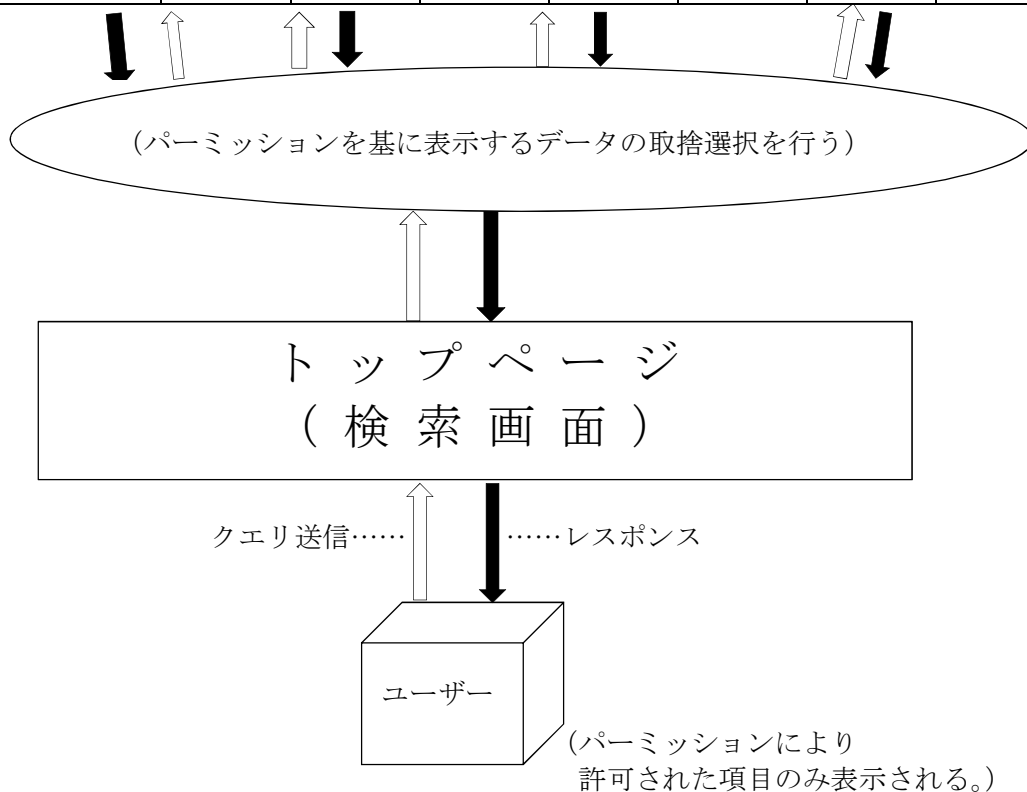 (パーミッションを基に表示するデータの取捨選択を行う)
トップページ
(検索画面)
クエリ送信…… ……レスポンス
ユーザー
(パーミッションにより
許可された項目のみ表示される。)